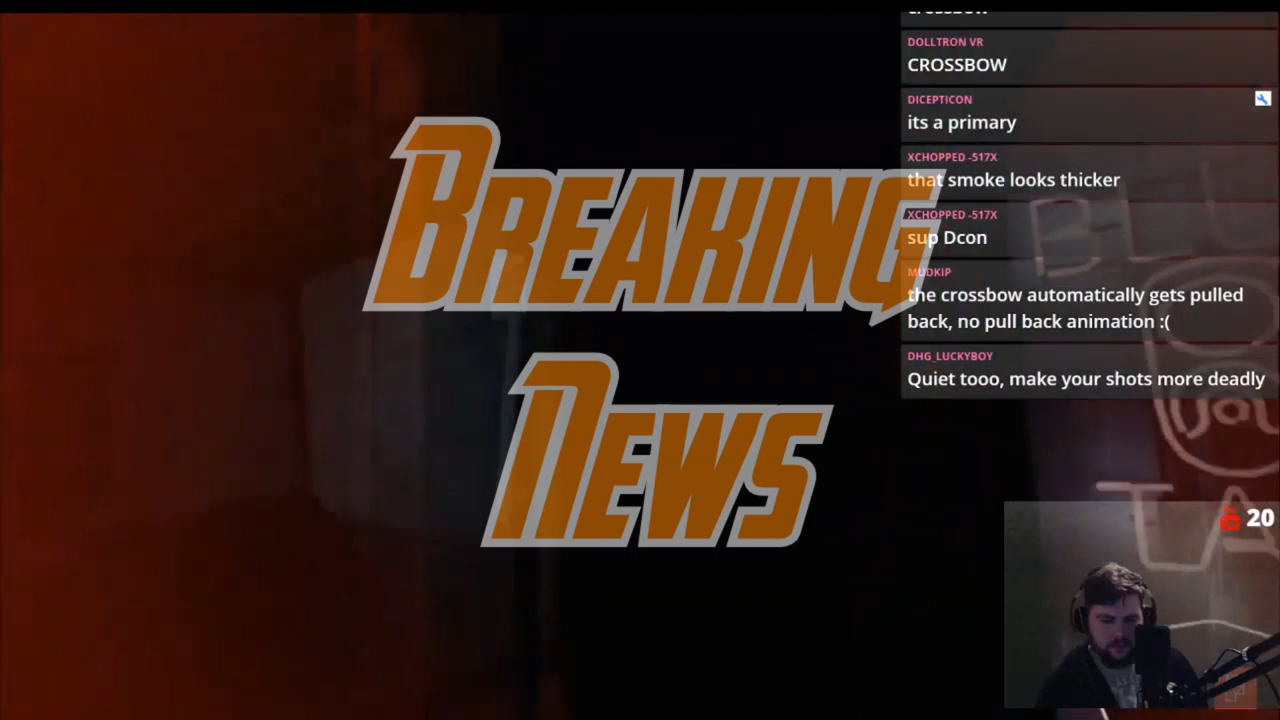 DOLLTRON VR
CROSSBOW
DICEPTICON
its a primary
XCHOPPED -517X
that smoke looks thicker
XCHOPPED -517X
sup Dcon
MUDKIP
the crossbow automatically gets pulled
back, no pull back animation :(
DHG_LUCKYBOY
Quiet tooo, make your shots more deadly
BREAKING
NEWS
20